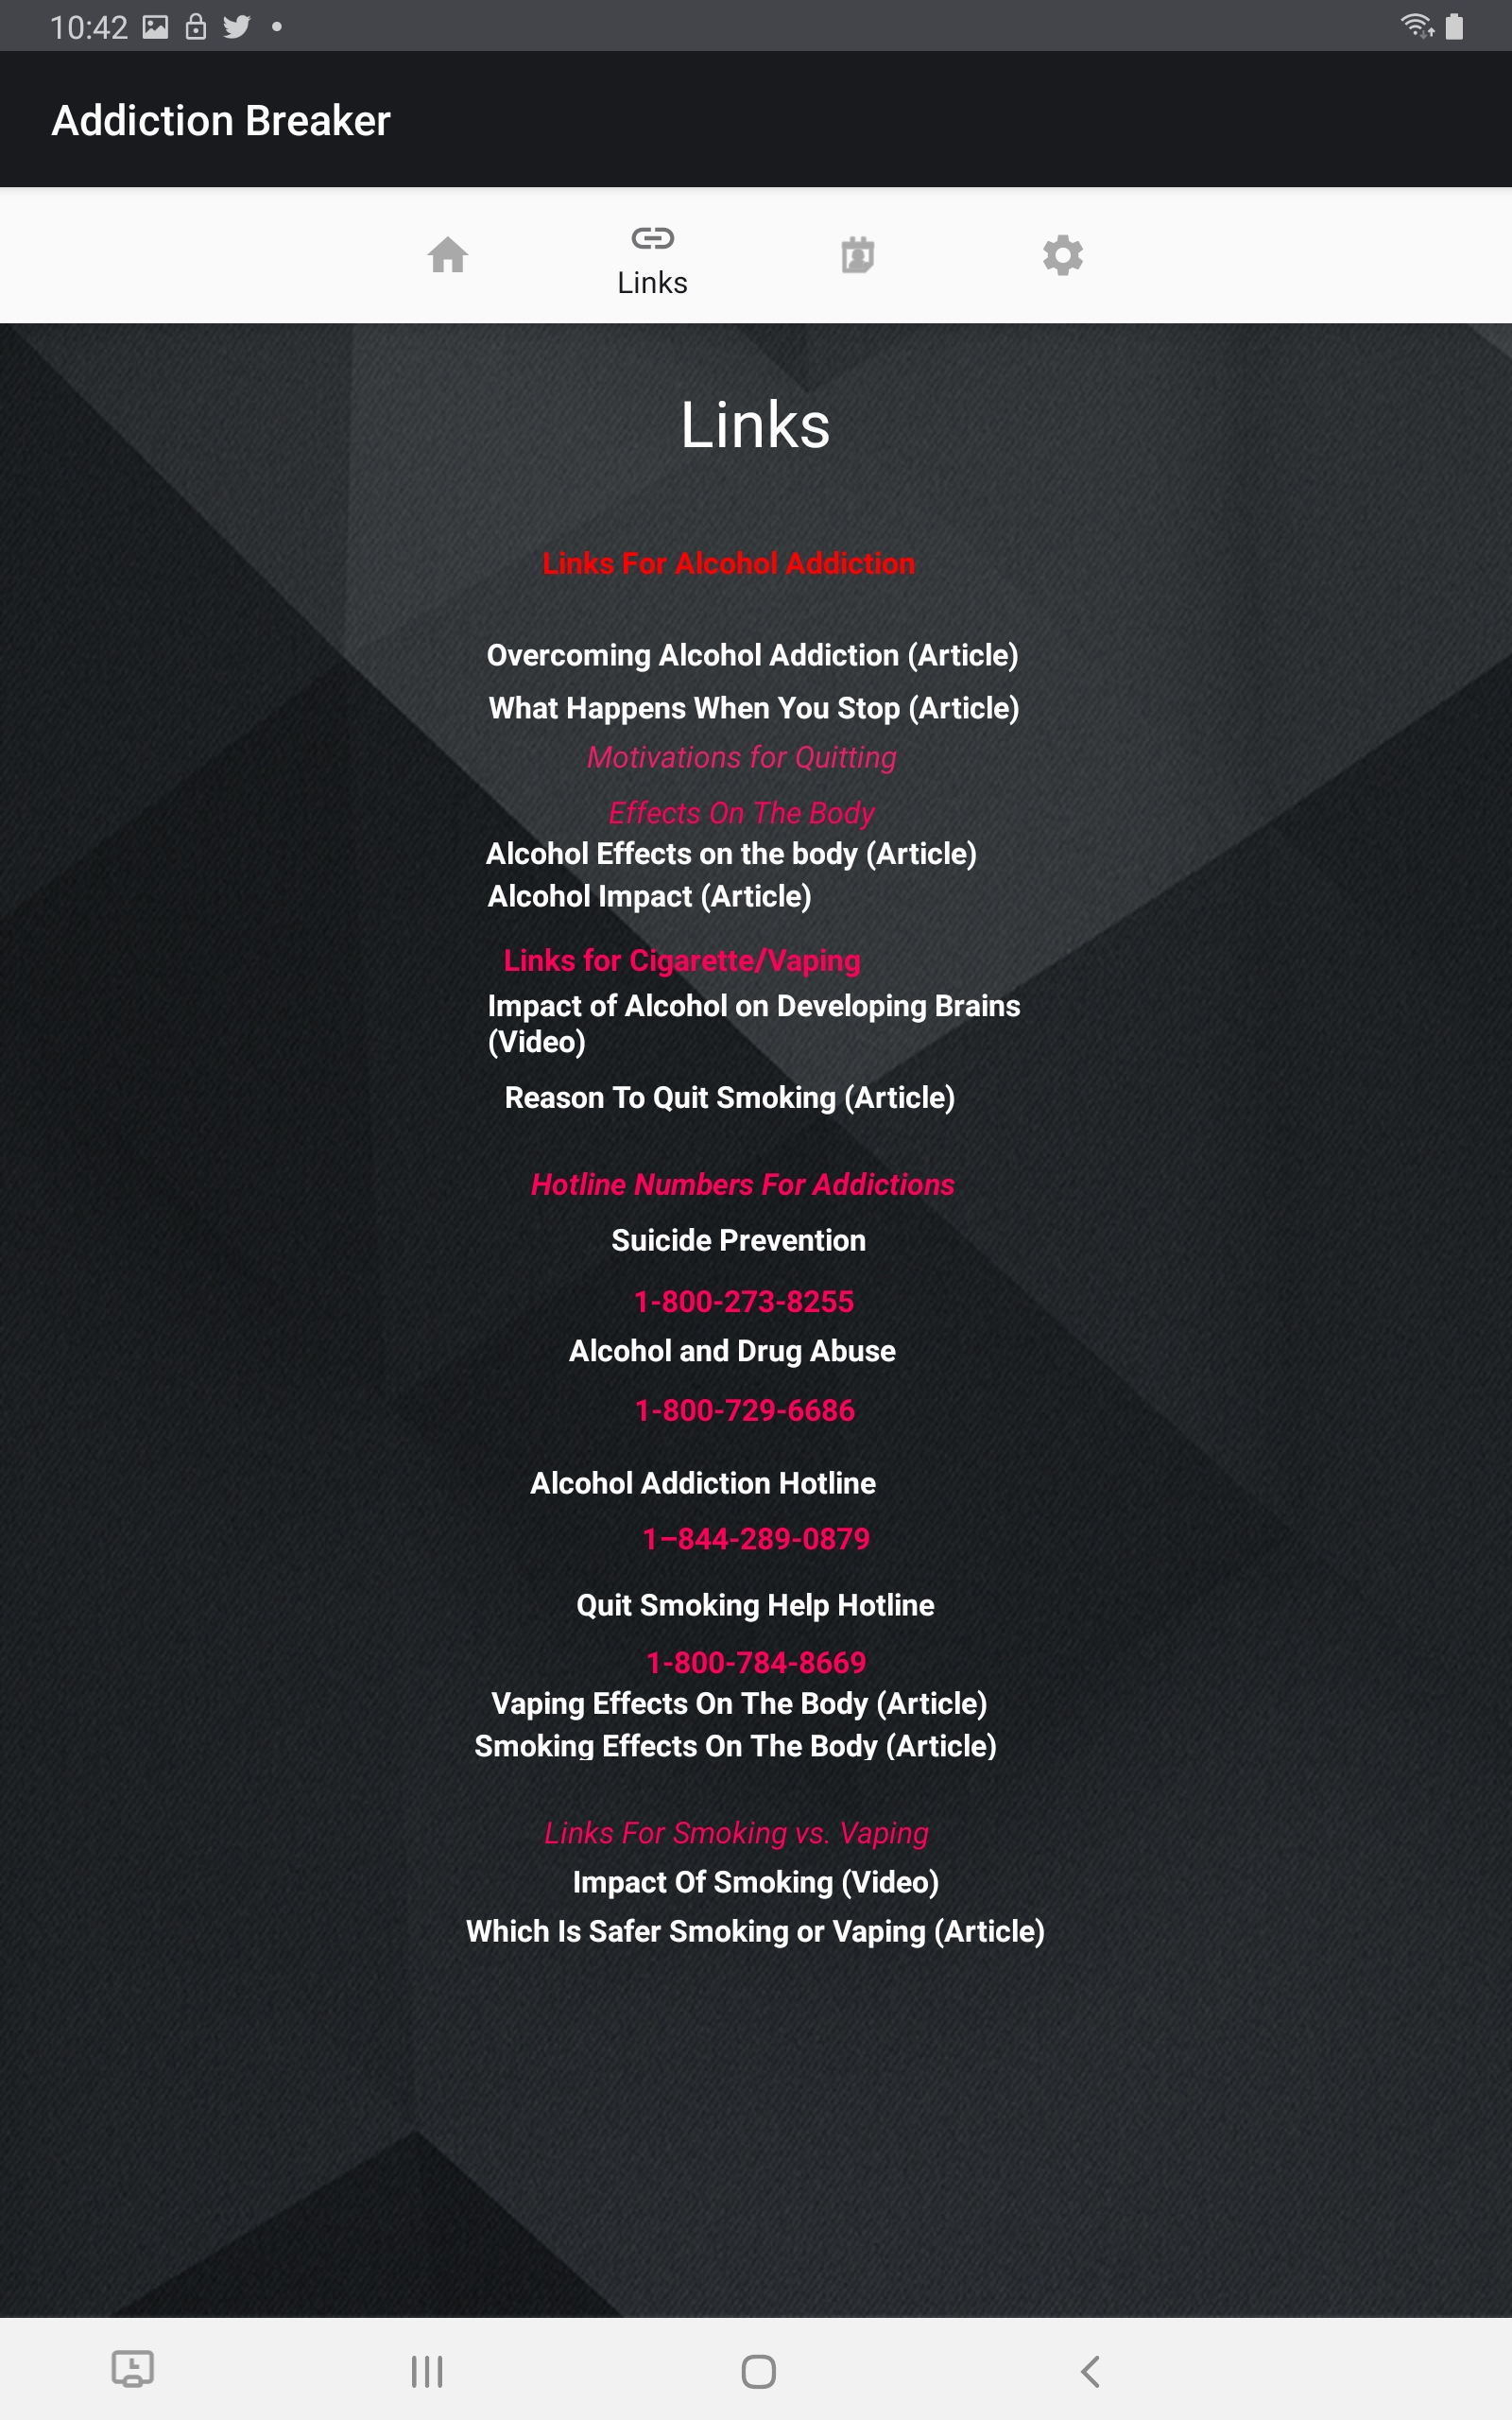 10:42
Addiction Breaker
Links
Links
Links For Alcohol Addiction
Overcoming Alcohol Addiction (Article)
What Happens When You Stop (Article)
Motivations for Quitting
Effects On The Body
Alcohol Effects on the body (Article)
Alcohol Impact (Article)
Links for Cigarette/Vaping
Impact of Alcohol on Developing Brains
(Video)
Reason To Quit Smoking (Article)
Hotline Numbers For Addictions
Suicide Prevention
1-800-273-8255
Alcohol and Drug Abuse
1-800-729-6686
Alcohol Addiction Hotline
1–844-289-0879
Quit Smoking Help Hotline
1-800-784-8669
Vaping Effects On The Body (Article)
Smoking Effects On The Body (Article)
Links For Smoking vs. Vaping
Impact Of Smoking (Video)
Which Is Safer Smoking or Vaping (Article)